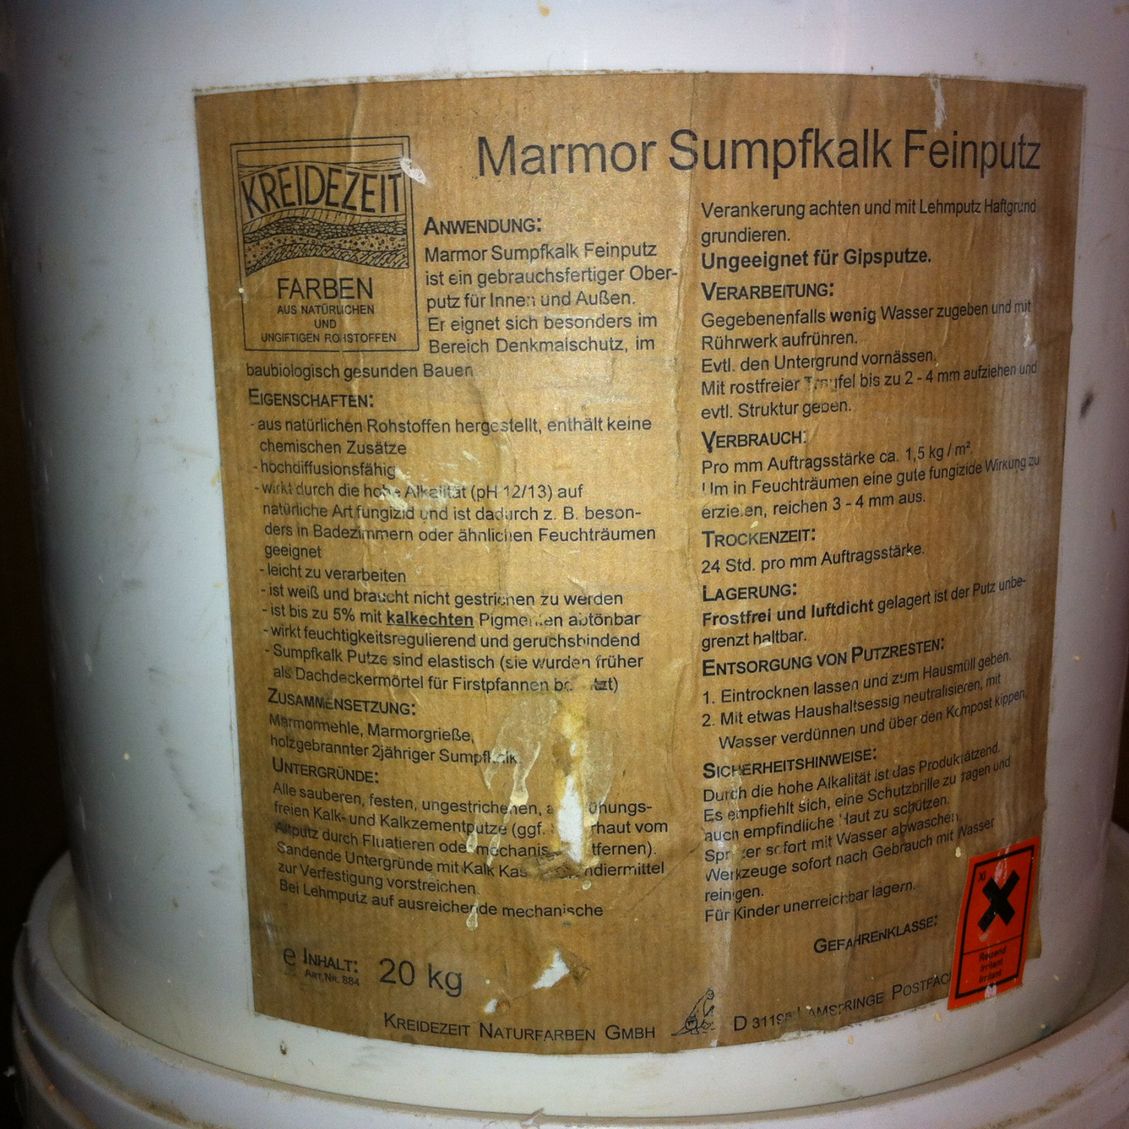 Marmor Sumpfkalk Feinputz
KREIDEZEIT
FARBEN
AUS NATÜRLICHEN
UND
UNGIFTIGEN ROHSTOFFEN
ANWENDUNG:
Marmor Sumpfkalk Feinputz
ist ein gebrauchsfertiger Ober-
putz für Innen und Außen.
Er eignet sich besonders im
Bereich Denkmalschutz, im
baubiologisch gesunden Bauen
EIGENSCHAFTEN:
- aus natürlichen Rohstoffen hergestellt, enthält keine
chemischen Zusätze
- hochdiffusionsfähig
- wirkt durch die hohe Alkalität (pH 12/13) auf
natürliche Art fungizid und ist dadurch z. B. beson-
ders in Badezimmern oder ähnlichen Feuchträumen
geeignet
- leicht zu verarbeiten
- ist weiß und braucht nicht gestrichen zu werden
- ist bis zu 5% mit kalkechten Pigmenten abtönbar
- wirkt feuchtigkeitsregulierend und geruchsbindend
- Sumpfkalk Putze sind elastisch (sie wurden früher
als Dachdeckermörtel für Firstpfannen
ZUSAMMENSETZUNG:
Marmormehle, Marmorgrieße,
holzgebrannter 2jähriger Sumpfkalk
UNTERGRÜNDE:
Alle sauberen, festen, ungestrichenen,
freien Kalk- und Kalkzementputze (ggf. vom
Altputz durch Fluatieren oder
Sandende Untergründe mit Kalk
zur Verfestigung vorstreichen.
Bei Lehmputz auf ausreichende mechanische
Verankerung achten und mit Lehmputz Haftgrund
grundieren.
Ungeeignet für Gipsputze.
VERARBEITUNG:
Gegebenenfalls wenig Wasser zugeben und mit
Rührwerk aufrühren.
Evtl. den Untergrund vornässen.
Mit rostfreier Traufel bis zu 2 - 4 mm aufziehen und
evtl. Struktur geben.
VERBRAUCH:
Pro mm Auftragsstärke ca. 1,5 kg / m².
Um in Feuchträumen eine gute fungizide Wirkung zu
erzielen, reichen 3 - 4 mm aus.
TROCKENZEIT:
24 Std. pro mm Auftragsstärke.
LAGERUNG:
Frostfrei und luftdicht gelagert ist der Putz unbe-
grenzt haltbar.
ENTSORGUNG VON PUTZRESTEN:
1. Eintrocknen lassen und zum Hausmüll geben.
2. Mit etwas Haushaltsessig neutralisieren, mit
Wasser verdünnen und über den Kompost kippen.
SICHERHEITSHINWEISE:
Durch die hohe Alkalität ist das Produkt ätzend.
Es empfiehlt sich, eine Schutzbrille zu tragen und
auch empfindliche Haut zu schützen.
Spritzer sofort mit Wasser abwaschen.
Werkzeuge sofort nach Gebrauch mit Wasser
reinigen.
Für Kinder unerreichbar lagern.
GEFAHRENKLASSE:
Xi
Reizend
Irritant
Irritant
e INHALT: 20 kg
ART.NR. 884
KREIDEZEIT NATURFARBEN GMBH
D LAMSPRINGE